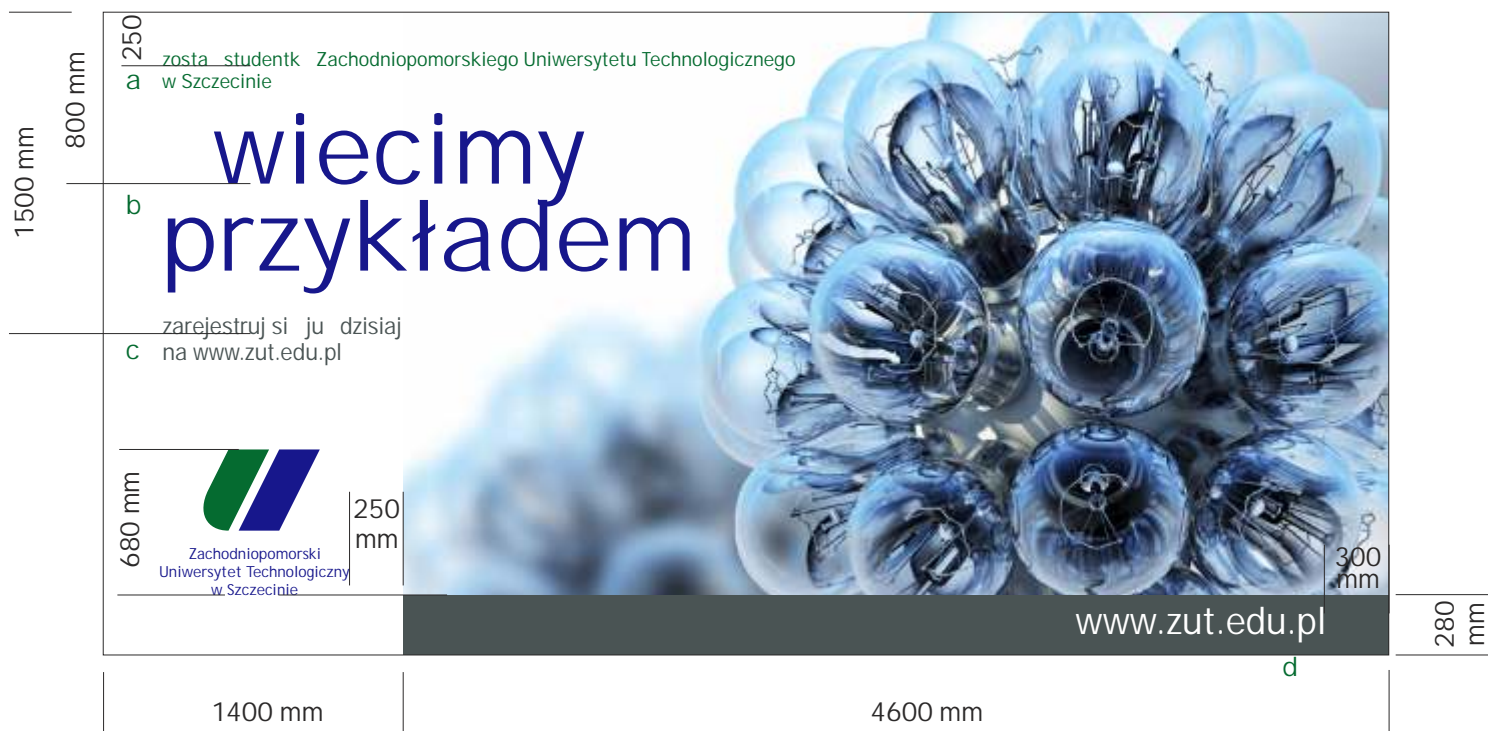 250
zosta studentk Zachodniopomorskiego Uniwersytetu Technologicznego
a w Szczecinie
800 mm
1500 mm
wiecimy
b
przykładem
zarejestruj si ju dzisiaj
c na www.zut.edu.pl
680 mm
250
mm
Zachodniopomorski
Uniwersytet Technologiczny
w Szczecinie
300
mm
www.zut.edu.pl
280
mm
d
1400 mm
4600 mm